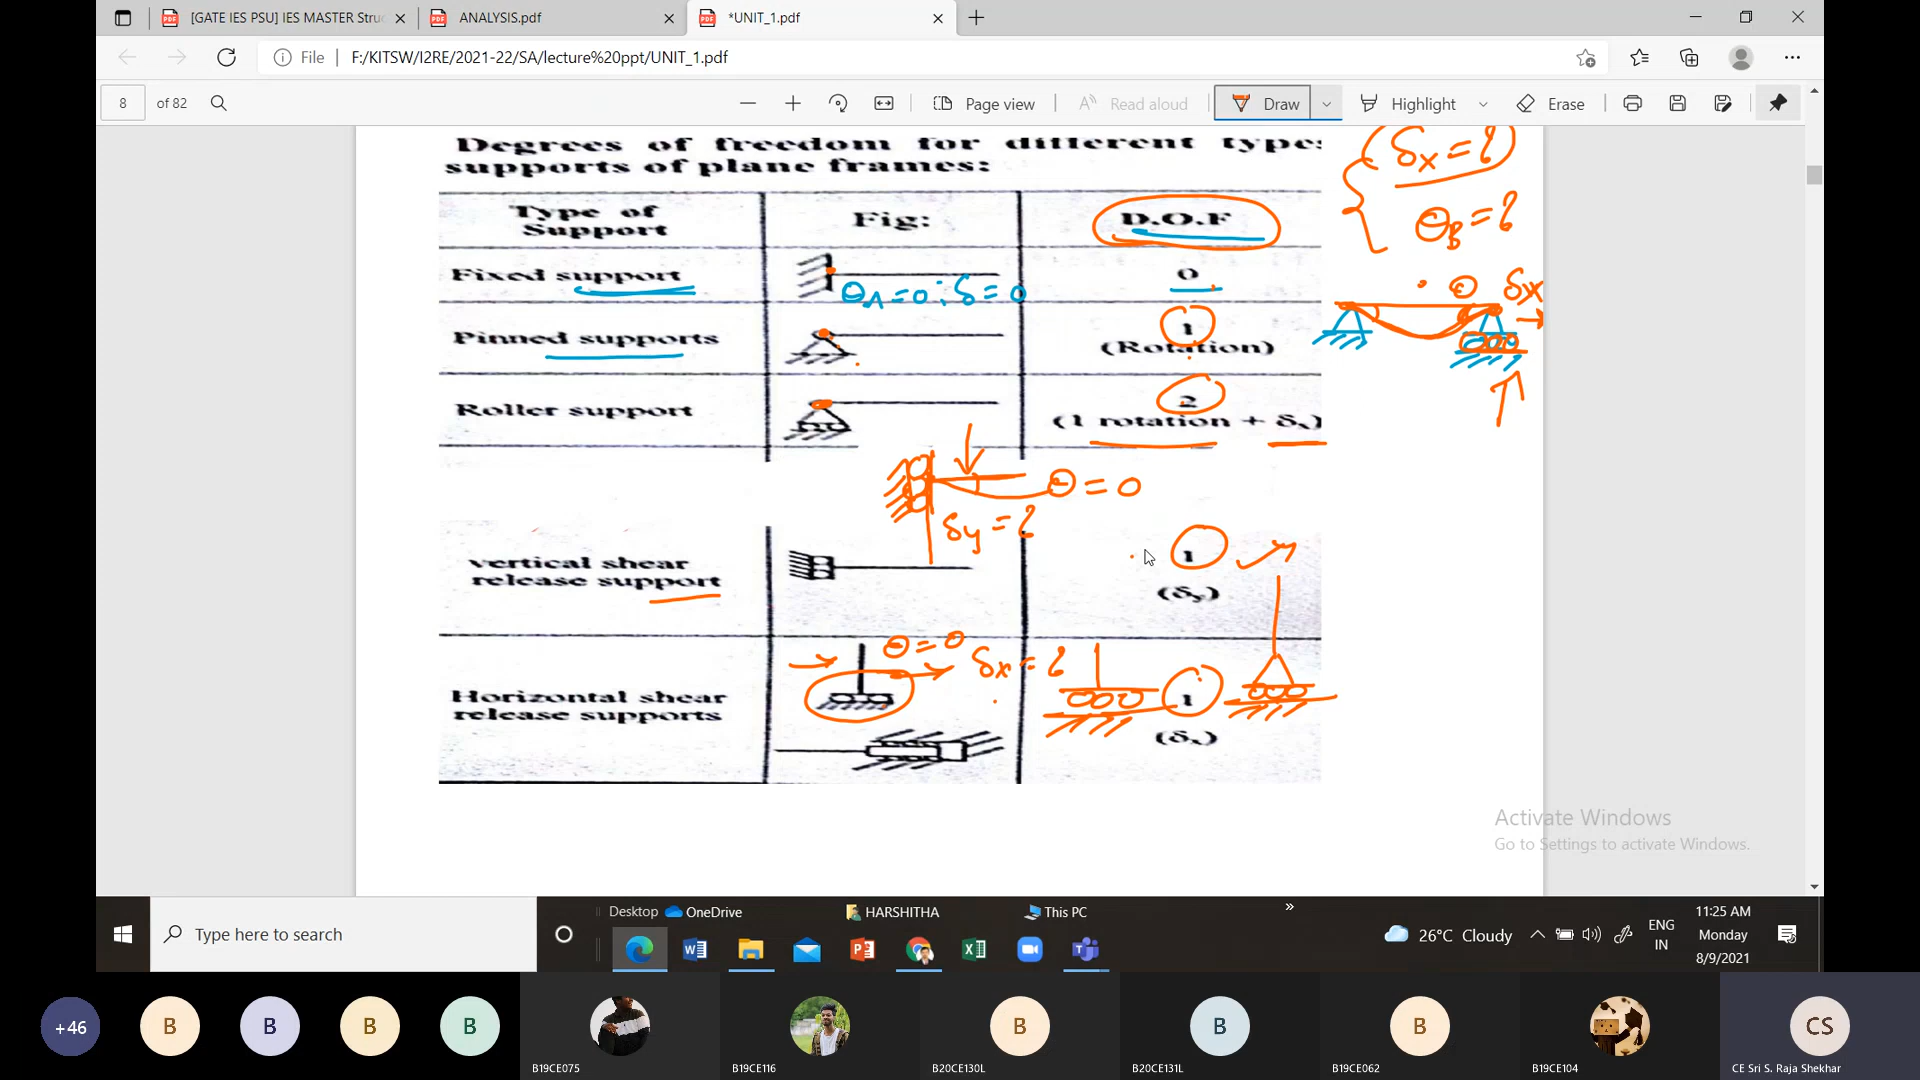 [GATE IES PSU] IES MASTER Struc
ANALYSIS.pdf
*UNIT_1.pdf
File
F:/KITSW/I2RE/2021-22/SA/lecture%20ppt/UNIT_1.pdf
8 of 82
Page view
Read aloud
Draw
Highlight
Erase
Degrees of freedom for different types
supports of plane frames:
Type of
Support
Fig:
D.O.F
Fixed support
θA=0; δ=0
0
Pinned supports
1
(Rotation)
Roller support
2
(1 rotation + δx)
δx=?
θB=?
θ δx
θ=0
δy=?
vertical shear
release support
1
(δy)
Horizontal shear
release supports
θ=0
δx=?
1
(δx)
Activate Windows
Go to Settings to activate Windows.
Type here to search
Desktop
OneDrive
HARSHITHA
This PC
»
26°C Cloudy
ENG
IN
11:25 AM
Monday
8/9/2021
+46
B
B
B
B
B
B
B
CS
B19CE075
B19CE116
B20CE130L
B20CE131L
B19CE062
B19CE104
CE Sri S. Raja Shekhar